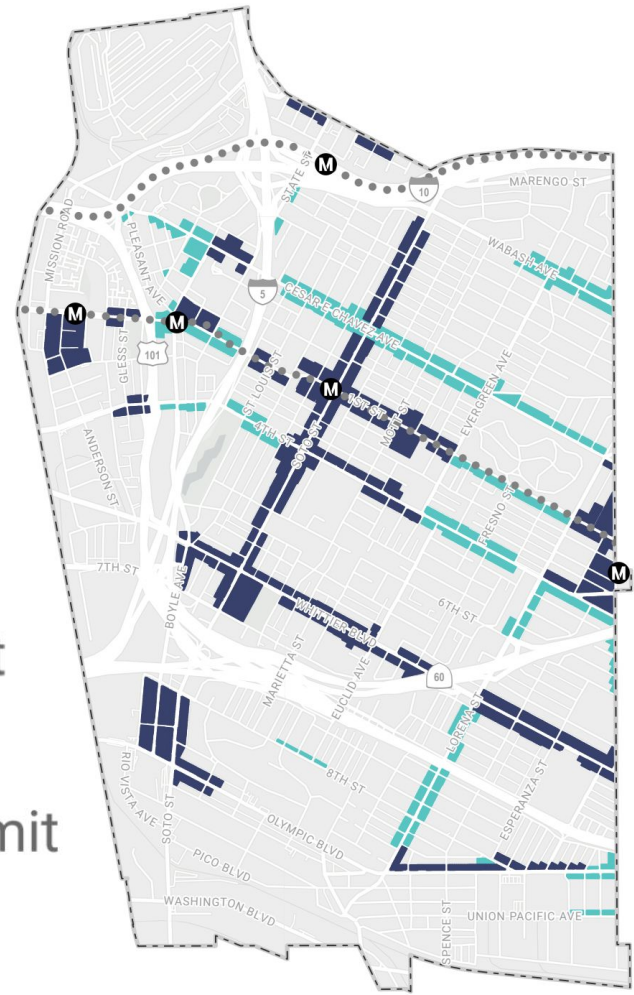 MARENGO ST
10
STATE ST
M
MISSION ROAD
PLEASANT AVE
WABASH AVE
5
CESAR E CHAVEZ AVE
M
M
101
GLESS ST
ST LOUIS ST
M
1ST ST
MOTT ST
EVERGREEN AVE
4TH ST
SOTO ST
ANDERSON ST
FRESNO ST
7TH ST
BOYLE AVE
M
6TH ST
WHITTIER BLVD
t
MARIETTA ST
EUCLID AVE
60
LORENA ST
RIO VISTA AVE
SOTO ST
8TH ST
ESPERANZA ST
mit
OLYMPIC BLVD
PICO BLVD
WASHINGTON BLVD
SPENCE ST
UNION PACIFIC AVE